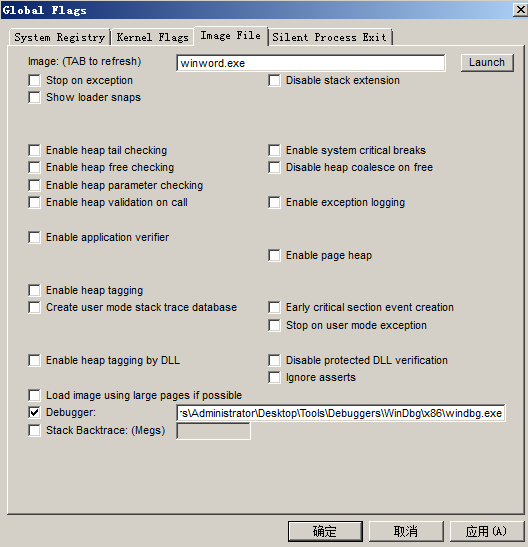 Global Flags
System Registry Kernel Flags Image File Silent Process Exit
Image: (TAB to refresh) winword.exe Launch
Stop on exception Disable stack extension
Show loader snaps
Enable heap tail checking Enable system critical breaks
Enable heap free checking Disable heap coalesce on free
Enable heap parameter checking
Enable heap validation on call Enable exception logging
Enable application verifier
Enable page heap
Enable heap tagging
Create user mode stack trace database Early critical section event creation
Stop on user mode exception
Enable heap tagging by DLL Disable protected DLL verification
Ignore asserts
Load image using large pages if possible
Debugger: rs\Administrator\Desktop\Tools\Debuggers\WinDbg\x86\windbg.exe
Stack Backtrace: (Megs)
确定 取消 应用(A)